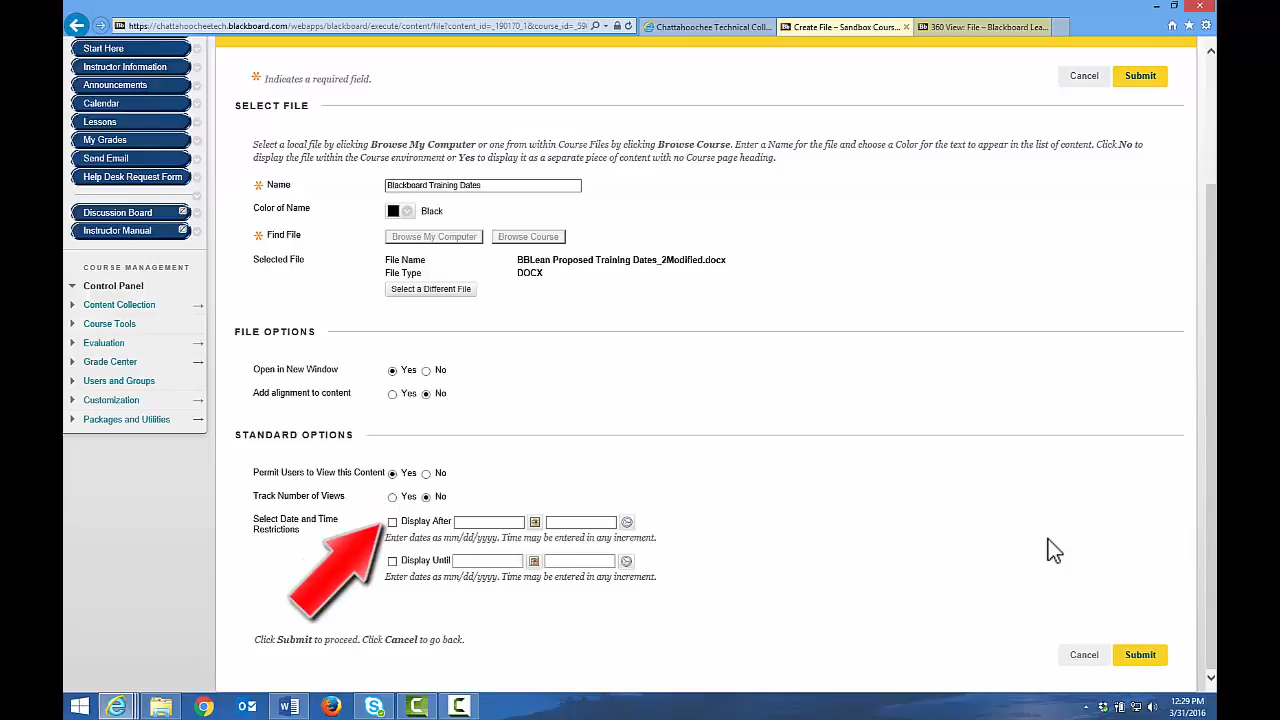 https://chattahoocheetech.blackboard.com/webapps/blackboard/execute/content/file?content_id=_190170_1&course_id=_59(
Chattahoochee Technical Coll...
Create File – Sandbox Cours...
360 View: File – Blackboard Lea...
Start Here
Instructor Information
Announcements
Calendar
Lessons
My Grades
Send Email
Help Desk Request Form
Discussion Board
Instructor Manual
COURSE MANAGEMENT
Control Panel
Content Collection
Course Tools
Evaluation
Grade Center
Users and Groups
Customization
Packages and Utilities
Indicates a required field.
Cancel
Submit
SELECT FILE
Select a local file by clicking Browse My Computer or one from within Course Files by clicking Browse Course. Enter a Name for the file and choose a Color for the text to appear in the list of content. Click No to
display the file within the Course environment or Yes to display it as a separate piece of content with no Course page heading.
Name
Blackboard Training Dates
Color of Name
Black
Find File
Browse My Computer
Browse Course
Selected File
File Name
BBLean Proposed Training Dates_2Modified.docx
File Type
DOCX
Select a Different File
FILE OPTIONS
Open in New Window
Yes
No
Add alignment to content
Yes
No
STANDARD OPTIONS
Permit Users to View this Content
Yes
No
Track Number of Views
Yes
No
Select Date and Time
Restrictions
Display After
Enter dates as mm/dd/yyyy. Time may be entered in any increment.
Display Until
Enter dates as mm/dd/yyyy. Time may be entered in any increment.
Click Submit to proceed. Click Cancel to go back.
Cancel
Submit
12:29 PM
3/31/2016